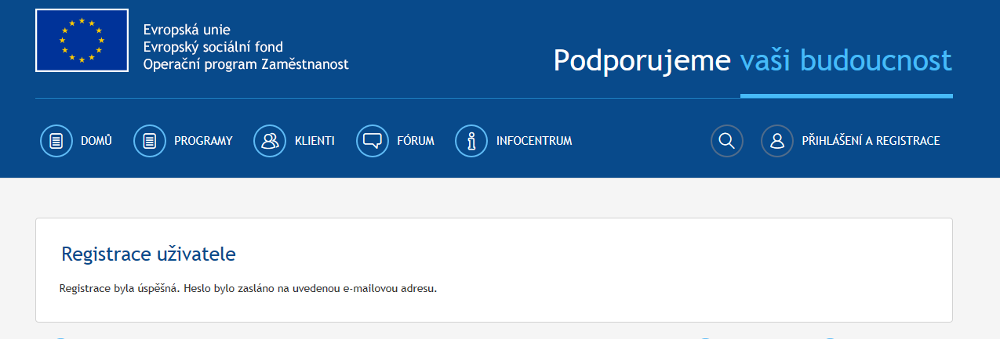 Evropská unie
Evropský sociální fond
Operační program Zaměstnanost
Podporujeme vaši budoucnost
DOMŮ PROGRAMY KLIENTI FÓRUM INFOCENTRUM PŘIHLÁŠENÍ A REGISTRACE
Registrace uživatele
Registrace byla úspěšná. Heslo bylo zasláno na uvedenou e-mailovou adresu.